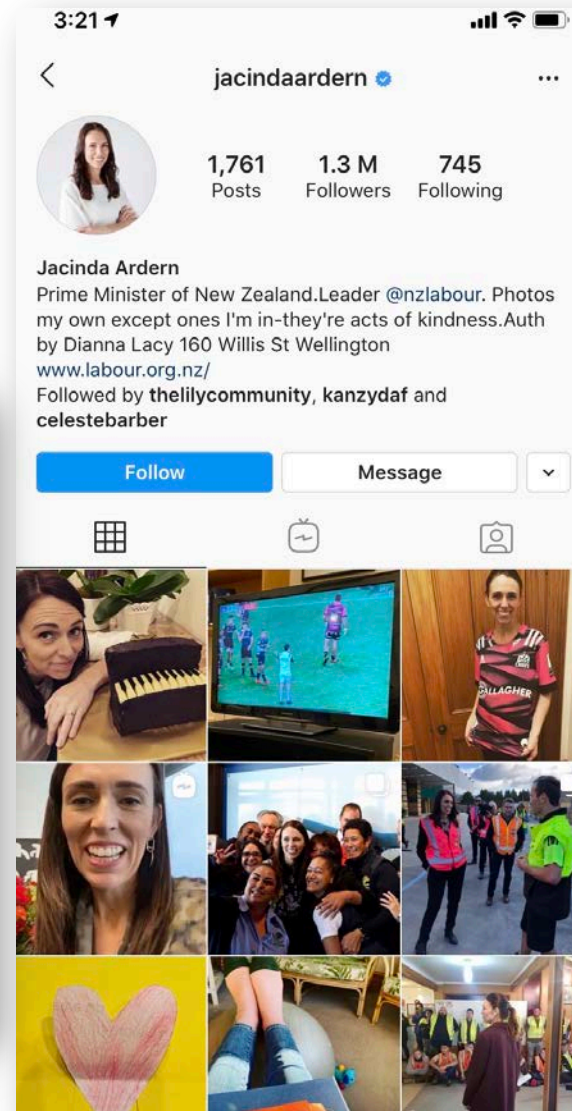 3:21
jacindaardern
1,761 1.3 M 745
Posts Followers Following
Jacinda Ardern
Prime Minister of New Zealand.Leader @nzlabour. Photos
my own except ones I'm in-they're acts of kindness.Auth
by Dianna Lacy 160 Willis St Wellington
www.labour.org.nz/
Followed by thelilycommunity, kanzydaf and
celestebarber
Follow Message
GALLAGHER